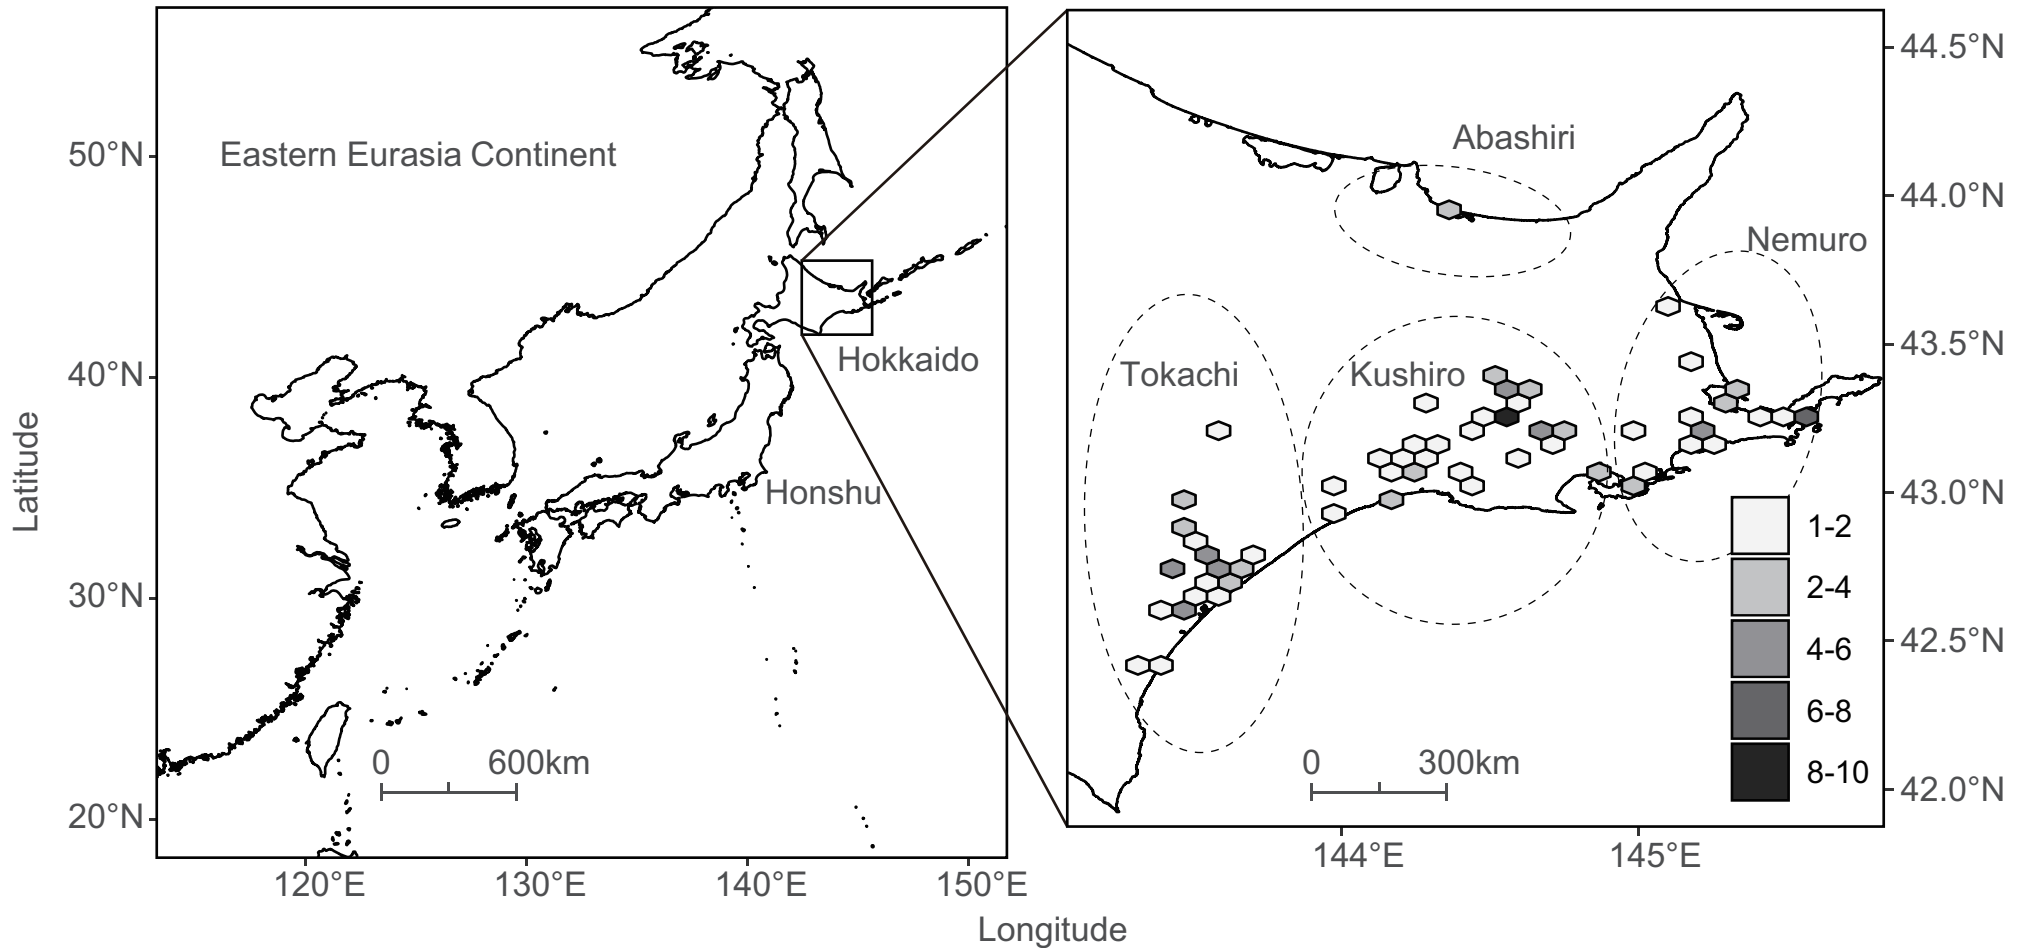 Latitude
50°N
40°N
30°N
20°N
Eastern Eurasia Continent
Hokkaido
Honshu
0 600km
120°E 130°E 140°E 150°E
Longitude
Abashiri
Nemuro
Tokachi
Kushiro
1-2
2-4
4-6
6-8
8-10
0 300km
44.5°N
44.0°N
43.5°N
43.0°N
42.5°N
42.0°N
144°E 145°E